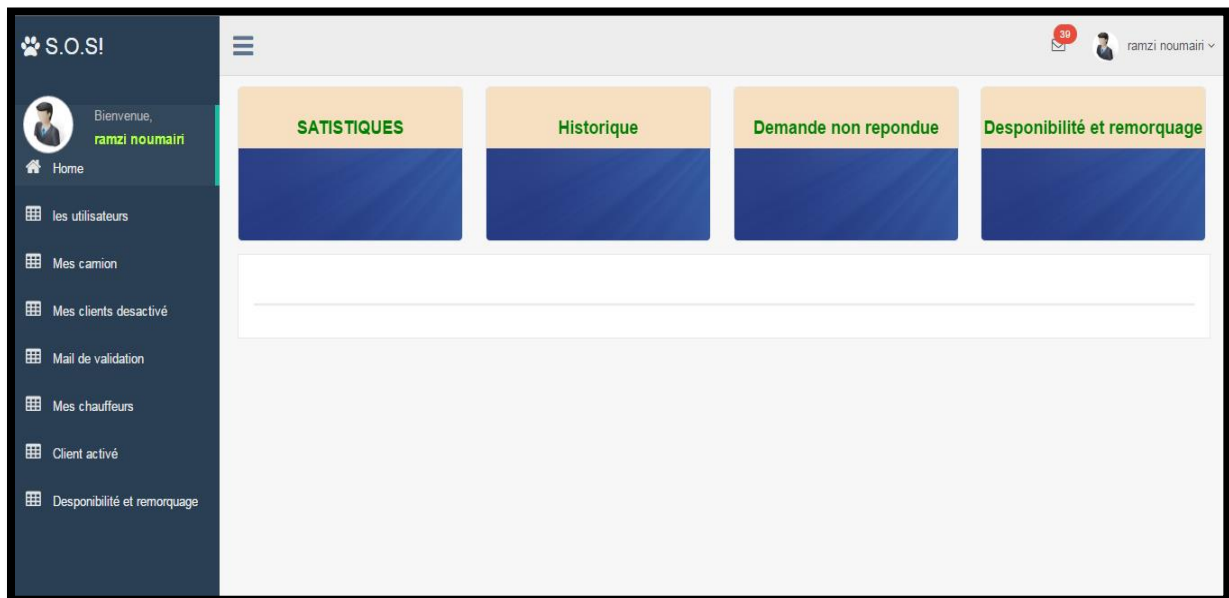 S.O.S!
39
ramzi noumairi
Bienvenue,
ramzi noumairi
Home
les utilisateurs
Mes camion
Mes clients desactivé
Mail de validation
Mes chauffeurs
Client activé
Desponibilité et remorquage
SATISTIQUES
Historique
Demande non repondue
Desponibilité et remorquage